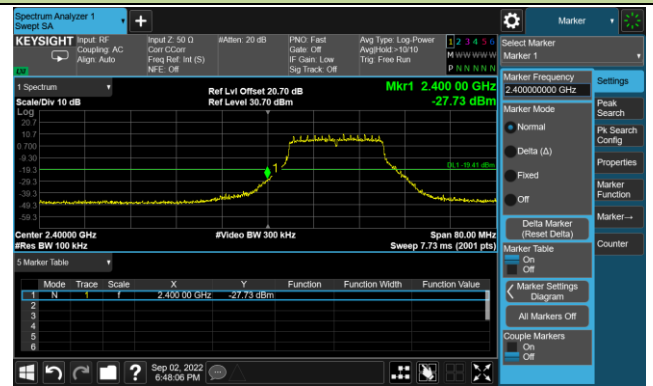 Spectrum Analyzer 1
Swept SA
Marker
KEYSIGHT
Input: RF
Coupling: AC
Align: Auto
Input Z: 50 Ω
Corr CCorr
Freq Ref: Int (S)
NFE: Off
#Atten: 20 dB
PNO: Fast
Gate: Off
IF Gain: Low
Sig Track: Off
Avg Type: Log-Power
Avg|Hold:>10/10
Trig: Free Run
1 2 3 4 5 6
M W W W W W
P N N N N N
Select Marker
Marker 1
1 Spectrum
Scale/Div 10 dB
Log
Ref Lvl Offset 20.70 dB
Ref Level 30.70 dBm
Mkr1 2.400 00 GHz
-27.73 dBm
20.7
10.7
0.700
-9.30
-19.3
-29.3
-39.3
-49.3
-59.3
1
DL1 -19.41 dBm
Center 2.40000 GHz
#Res BW 100 kHz
#Video BW 300 kHz
Span 80.00 MHz
Sweep 7.73 ms (2001 pts)
5 Marker Table
Mode Trace Scale X Y Function Function Width Function Value
1 N 1 f 2.400 00 GHz -27.73 dBm
2
3
4
5
6
Marker Frequency
2.400000000 GHz
Marker Mode
Normal
Delta (Δ)
Fixed
Off
Delta Marker
(Reset Delta)
Marker Table
On
Off
Marker Settings
Diagram
All Markers Off
Couple Markers
On
Off
Settings
Peak
Search
Pk Search
Config
Properties
Marker
Function
Marker→
Counter
Sep 02, 2022
6:48:06 PM